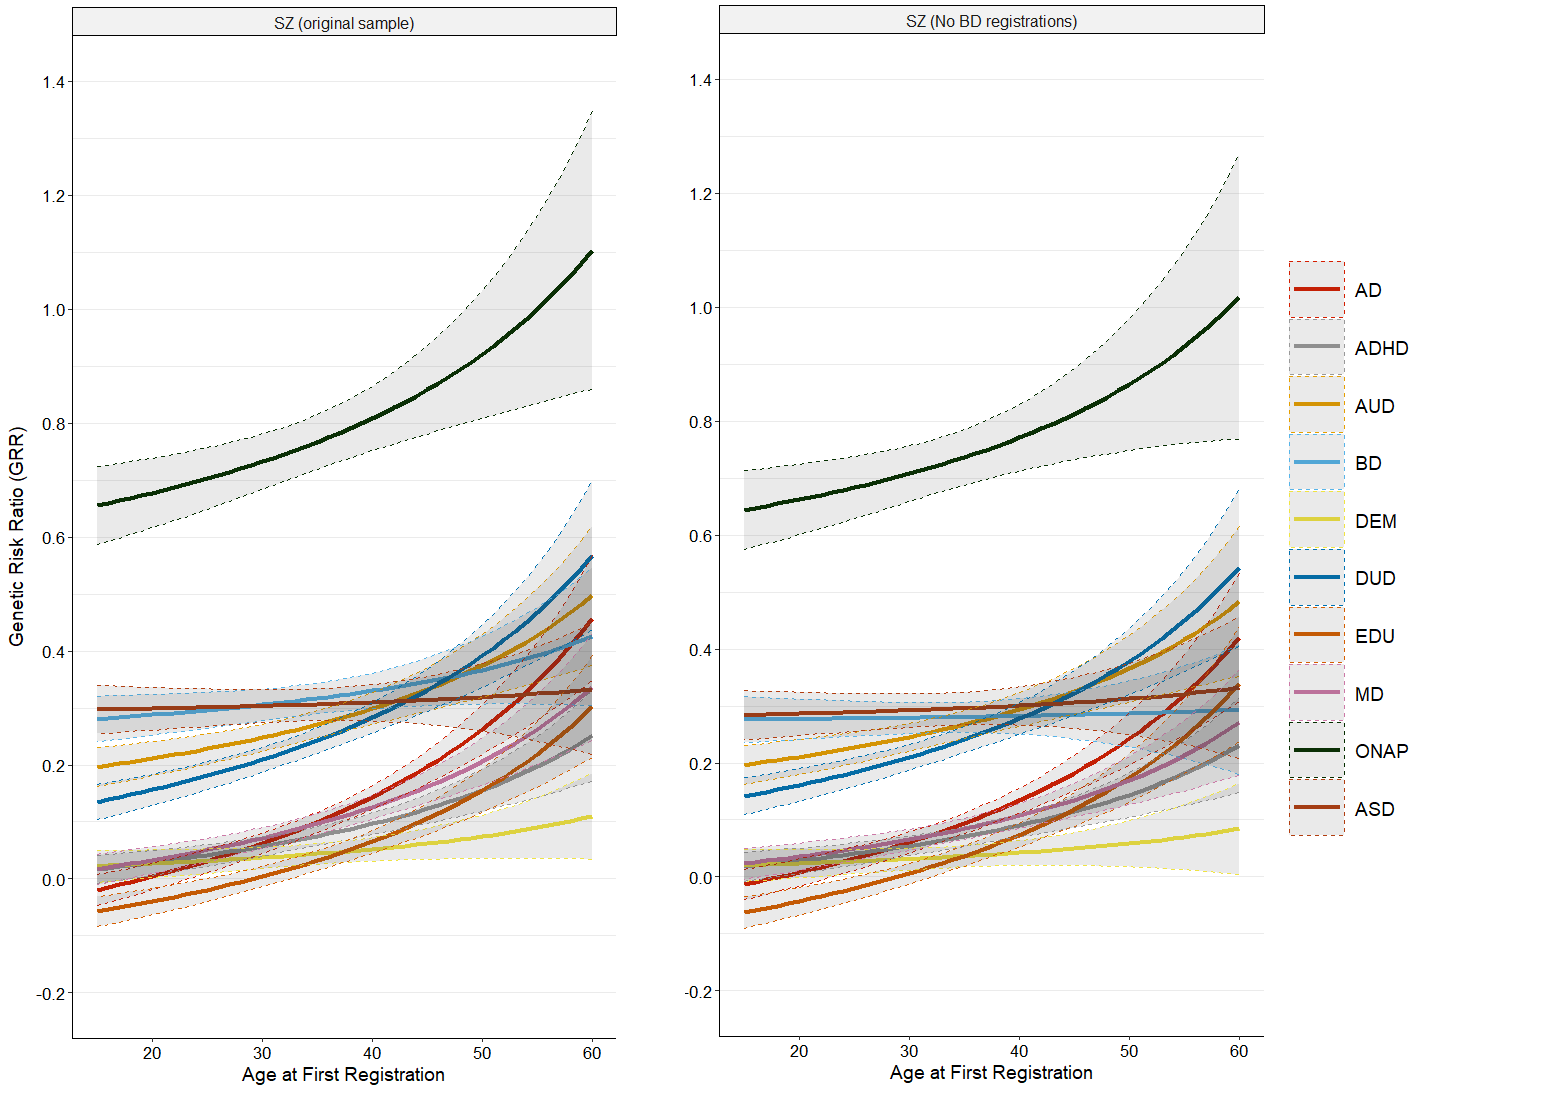 SZ (original sample)
SZ (No BD registrations)
Genetic Risk Ratio (GRR)
1.4
1.2
1.0
0.8
0.6
0.4
0.2
0.0
-0.2
20 30 40 50 60
Age at First Registration
1.4
1.2
1.0
0.8
0.6
0.4
0.2
0.0
-0.2
20 30 40 50 60
Age at First Registration
AD
ADHD
AUD
BD
DEM
DUD
EDU
MD
ONAP
ASD